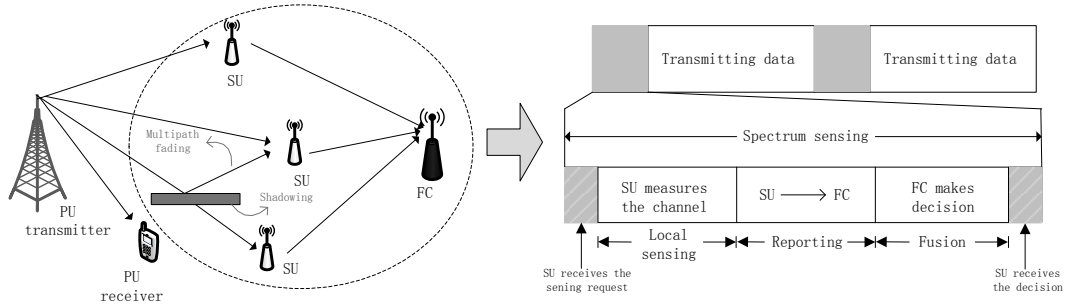 SU
Multipath
fading
SU
Shadowing
FC
PU
transmitter
SU
PU
receiver
Transmitting data
Transmitting data
Spectrum sensing
SU measures
the channel
SU
FC
FC makes
decision
Local
sensing
Reporting
Fusion
SU receives the
sening request
SU receives
the decision